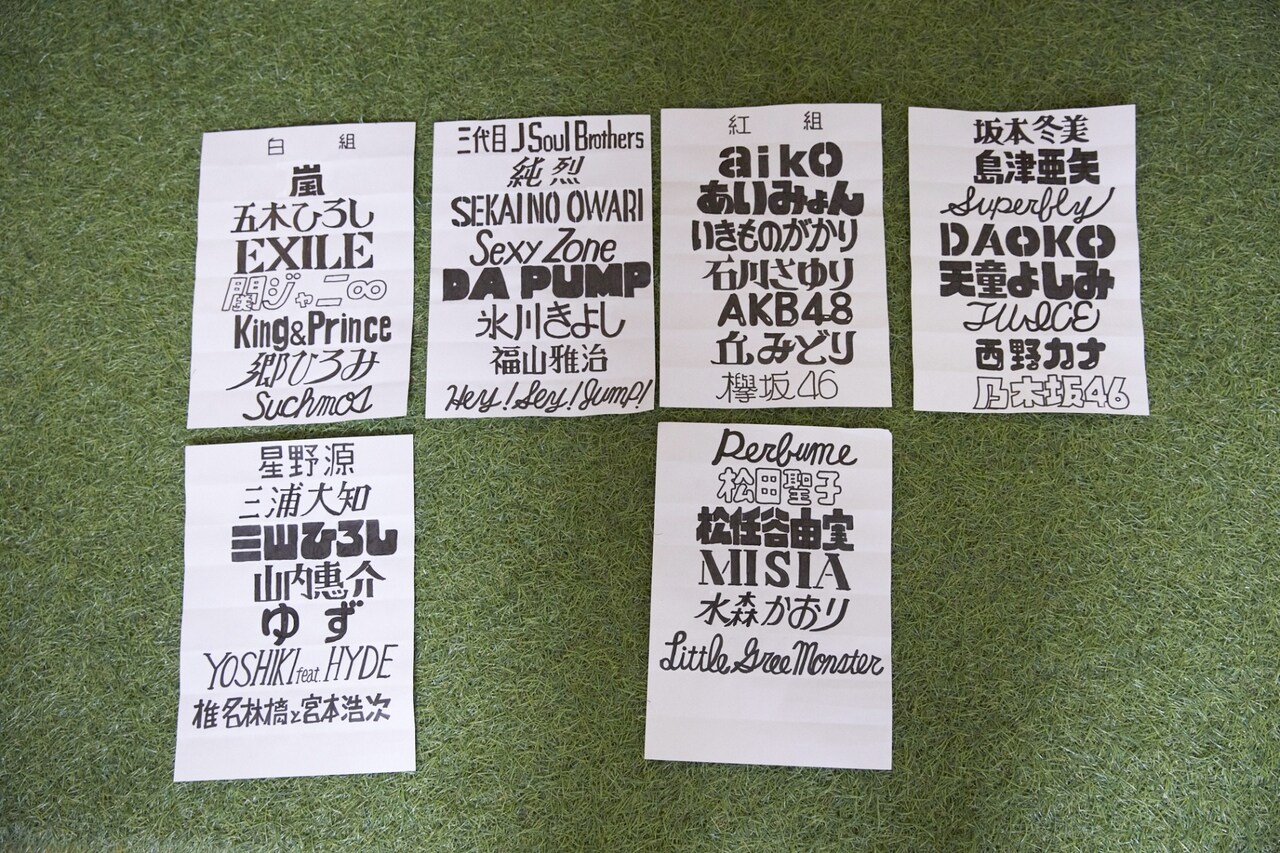 白組
嵐
五木ひろし
EXILE
関ジャニ∞
King&Prince
郷ひろみ
Suchmos
三代目 J Soul Brothers
純烈
SEKAI NO OWARI
Sexy Zone
DA PUMP
氷川きよし
福山雅治
Hey!Sey!Jump!
星野源
三浦大知
三山ひろし
山内惠介
ゆず
YOSHIKI feat. HYDE
椎名林檎と宮本浩次
紅組
aiko
あいみょん
いきものがかり
石川さゆり
AKB48
丘みどり
欅坂46
坂本冬美
島津亜矢
Superfly
DAOKO
天童よしみ
TWICE
西野カナ
乃木坂46
Perfume
松田聖子
松任谷由実
MISIA
水森かおり
Little Gree Monster